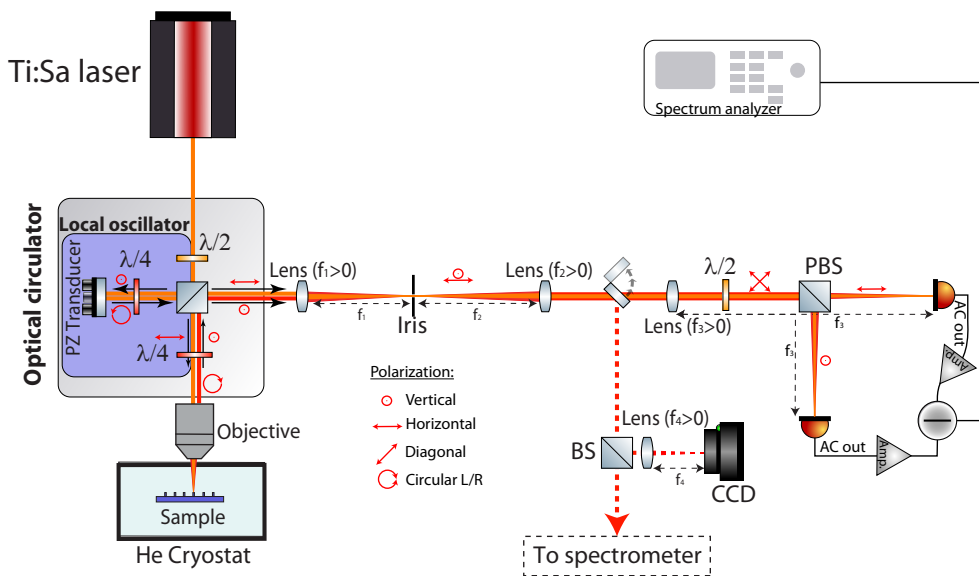 Ti:Sa laser
Spectrum analyzer
Optical circulator
Local oscillator
PZ Transducer
λ/4
λ/2
λ/4
Lens (f₁>0)
f₁
Iris
f₂
Lens (f₂>0)
Lens (f₃>0)
λ/2
PBS
f₃
f₃
AC out
Amp.
AC out
Amp.
Objective
Sample
He Cryostat
Polarization:
Vertical
Horizontal
Diagonal
Circular L/R
BS
Lens (f₄>0)
f₄
CCD
To spectrometer